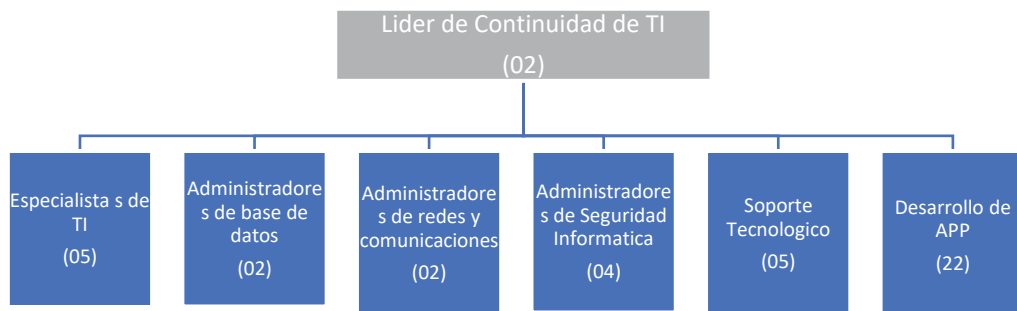 Lider de Continuidad de TI
(02)
Especialista s de
TI
(05)
Administradore
s de base de
datos
(02)
Administradore
s de redes y
comunicaciones
(02)
Administradore
s de Seguridad
Informatica
(04)
Soporte
Tecnologico
(05)
Desarrollo de
APP
(22)